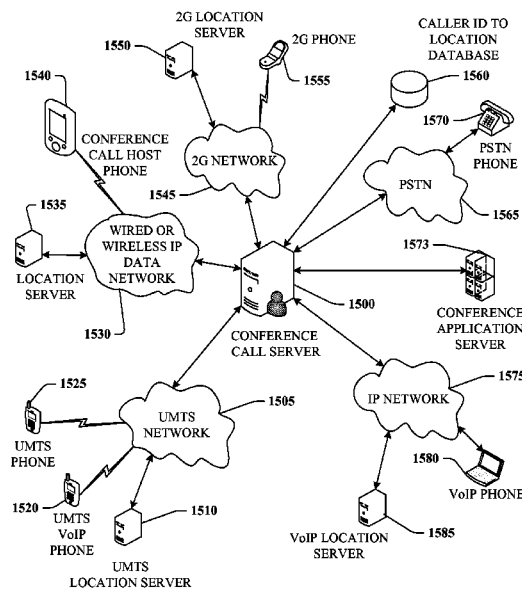 2G LOCATION
SERVER
1550
2G PHONE
1555
CALLER ID TO
LOCATION
DATABASE
1560
1540
CONFERENCE
CALL HOST
PHONE
2G NETWORK
1545
1570
PSTN
PHONE
PSTN
1565
1535
LOCATION
SERVER
WIRED OR
WIRELESS IP
DATA
NETWORK
1530
1500
CONFERENCE
CALL SERVER
1573
CONFERENCE
APPLICATION
SERVER
1525
UMTS
PHONE
1505
UMTS
NETWORK
1575
IP NETWORK
1520
UMTS
VoIP
PHONE
1510
UMTS
LOCATION SERVER
1580
VoIP PHONE
1585
VoIP LOCATION
SERVER